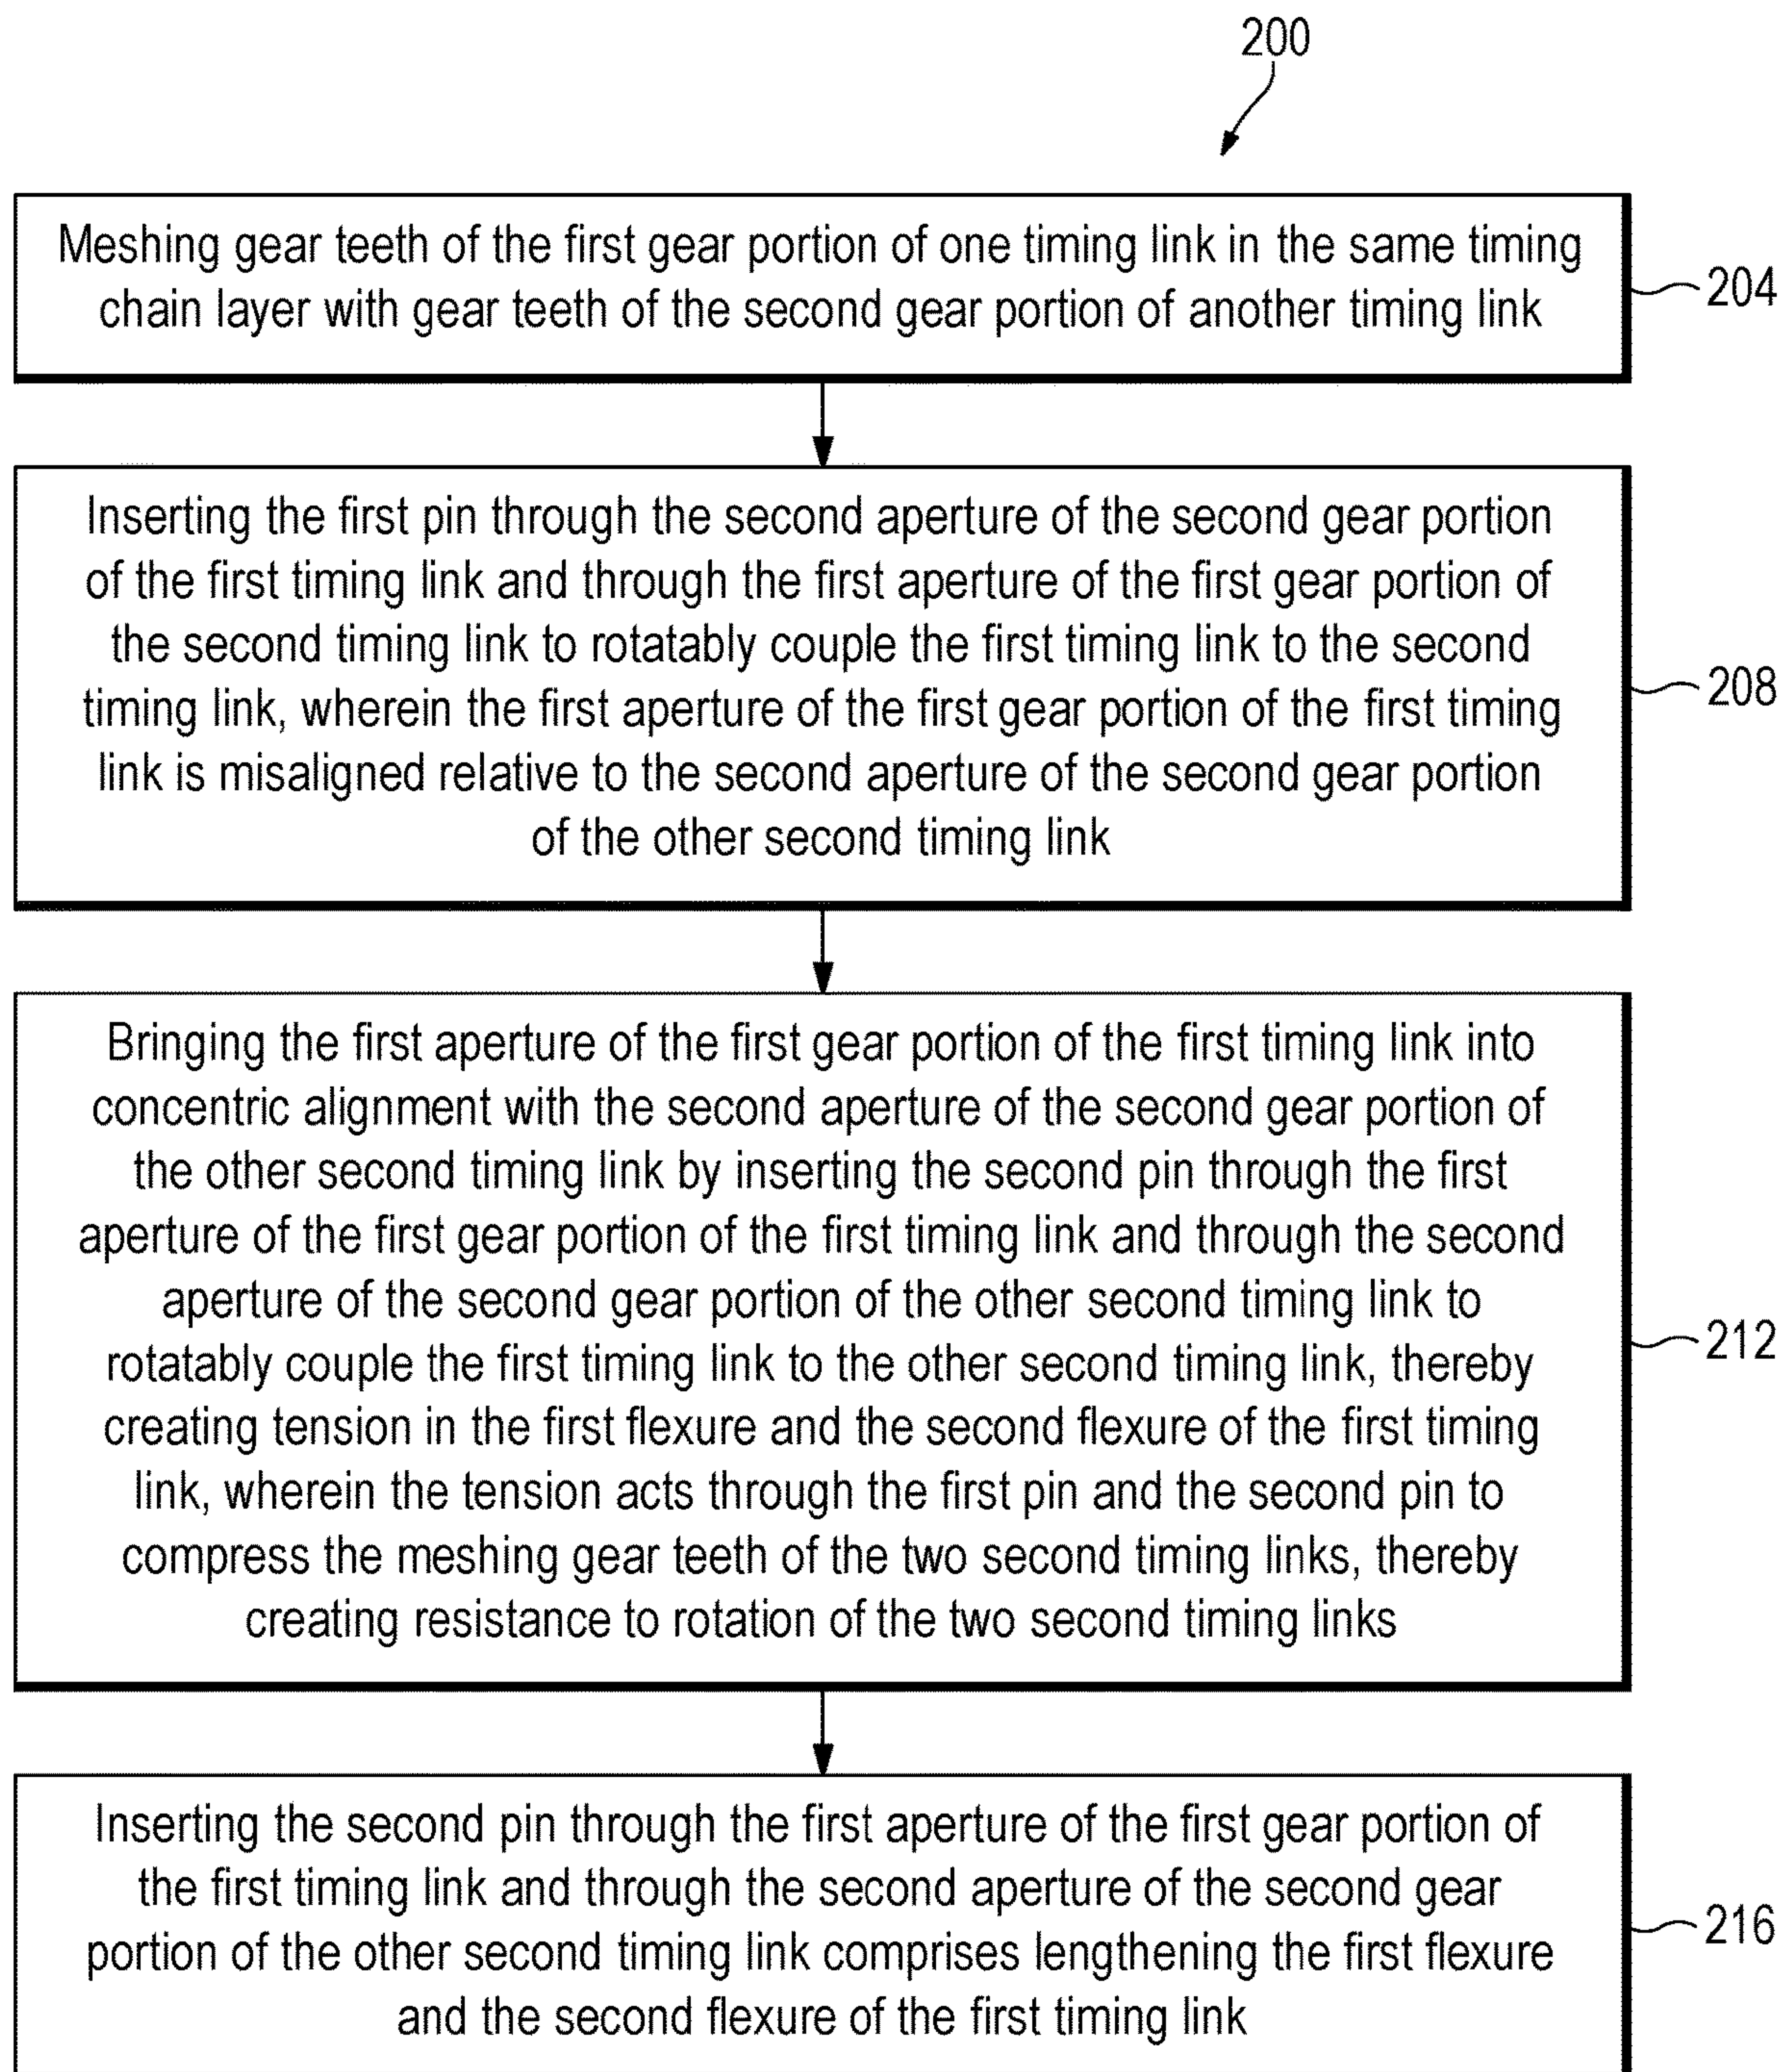 200
Meshing gear teeth of the first gear portion of one timing link in the same timing
chain layer with gear teeth of the second gear portion of another timing link
204
Inserting the first pin through the second aperture of the second gear portion
of the first timing link and through the first aperture of the first gear portion of
the second timing link to rotatably couple the first timing link to the second
timing link, wherein the first aperture of the first gear portion of the first timing
link is misaligned relative to the second aperture of the second gear portion
of the other second timing link
208
Bringing the first aperture of the first gear portion of the first timing link into
concentric alignment with the second aperture of the second gear portion of
the other second timing link by inserting the second pin through the first
aperture of the first gear portion of the first timing link and through the second
aperture of the second gear portion of the other second timing link to
rotatably couple the first timing link to the other second timing link, thereby
creating tension in the first flexure and the second flexure of the first timing
link, wherein the tension acts through the first pin and the second pin to
compress the meshing gear teeth of the two second timing links, thereby
creating resistance to rotation of the two second timing links
212
Inserting the second pin through the first aperture of the first gear portion of
the first timing link and through the second aperture of the second gear
portion of the other second timing link comprises lengthening the first flexure
and the second flexure of the first timing link
216